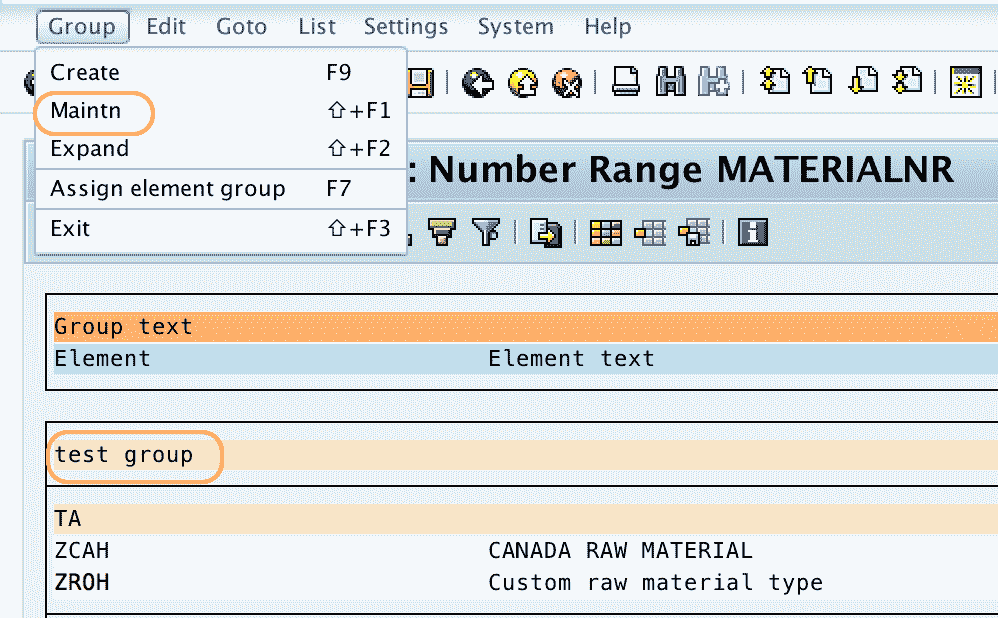 Group Edit Goto List Settings System Help
Create F9
Maintn ⇧+F1
Expand ⇧+F2
Assign element group F7
Exit ⇧+F3
: Number Range MATERIALNR
Group text
Element Element text
test group
TA
ZCAH CANADA RAW MATERIAL
ZROH Custom raw material type